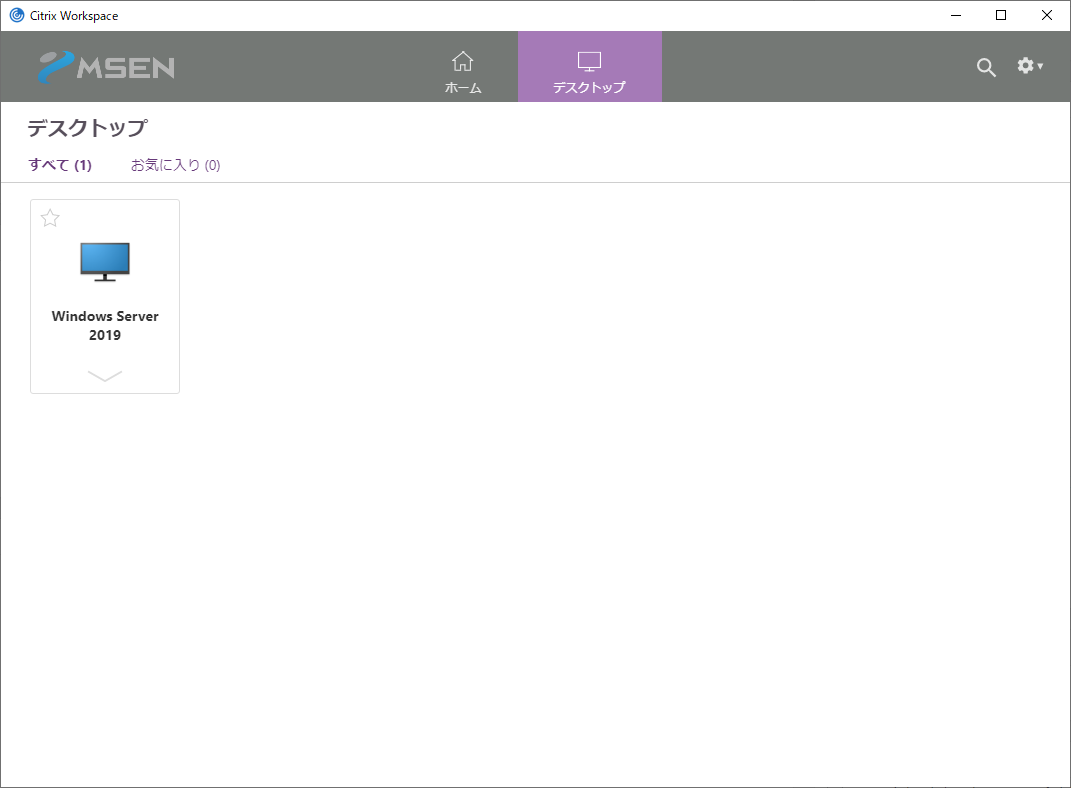 Citrix Workspace
MSEN
ホーム
デスクトップ
デスクトップ
すべて (1)
お気に入り (0)
Windows Server
2019